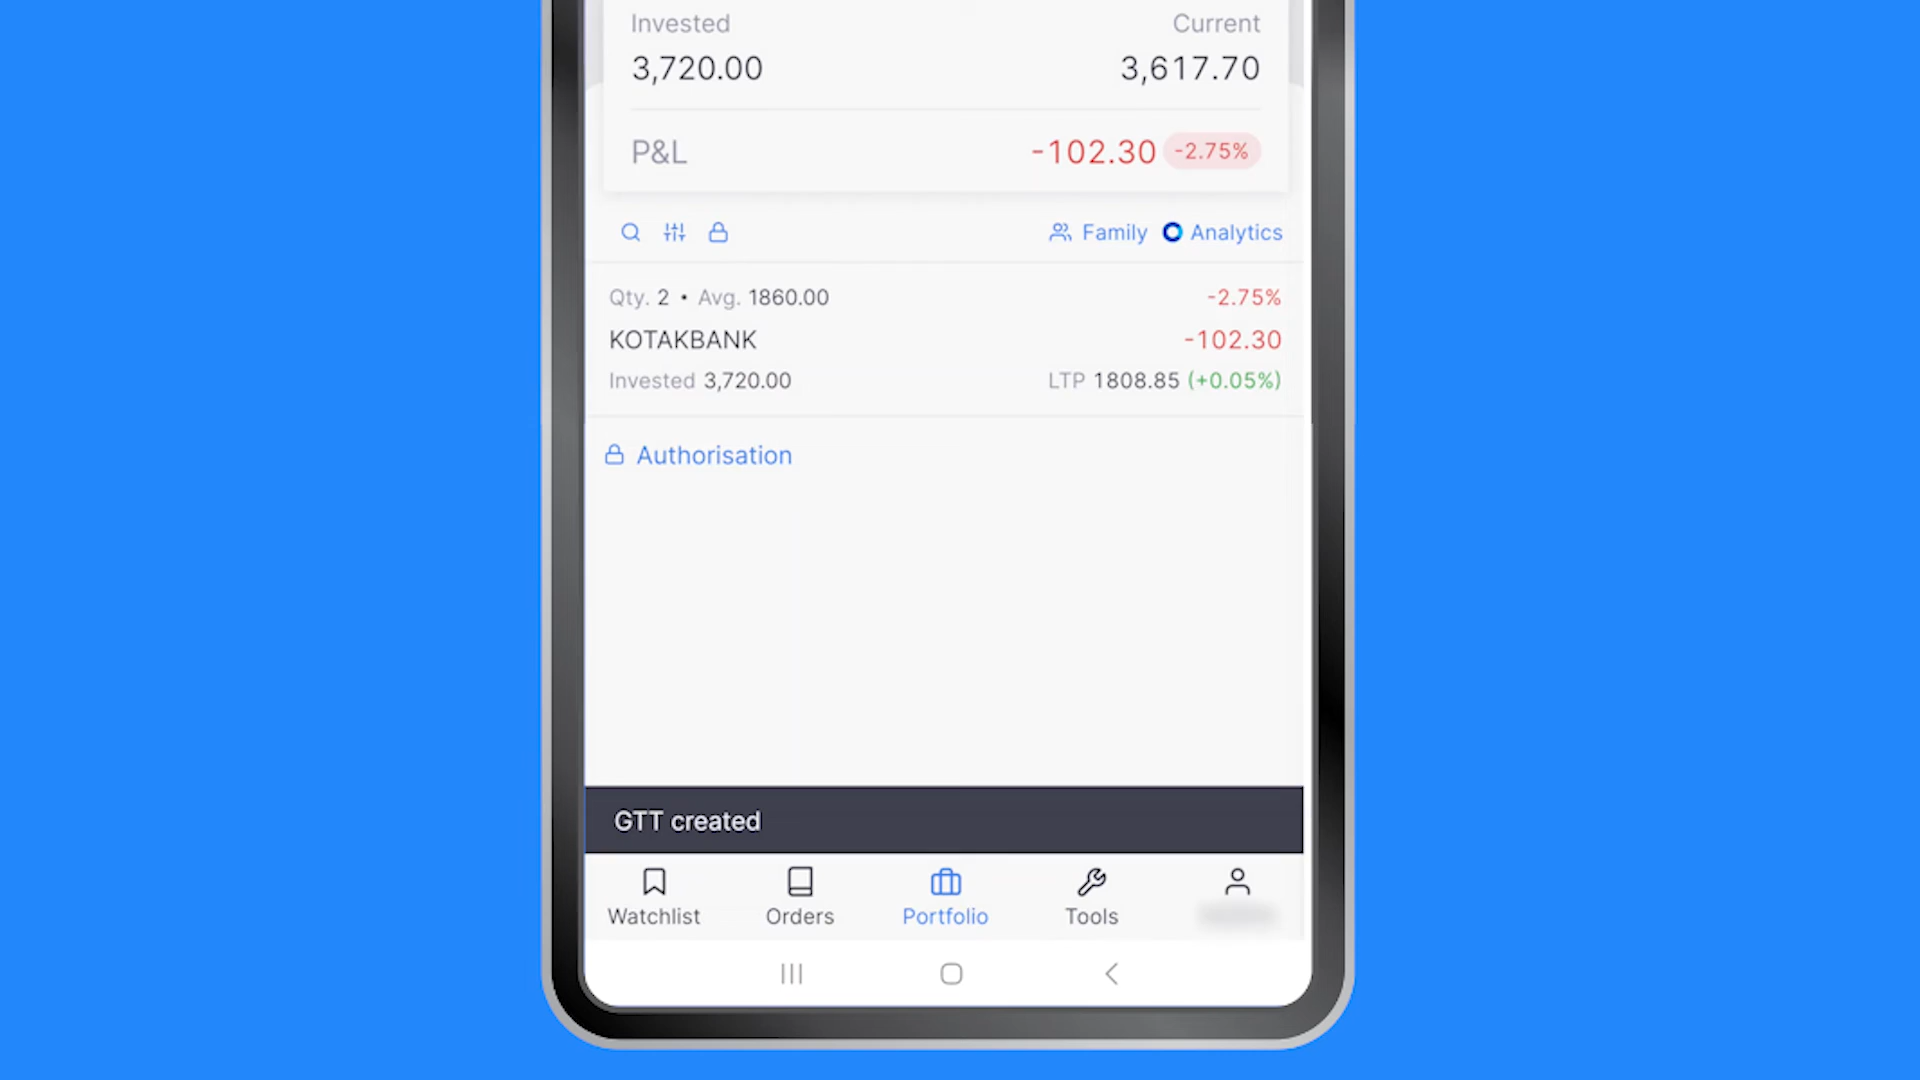 Invested Current
3,720.00 3,617.70
P&L -102.30 -2.75%
Family Analytics
Qty. 2 • Avg. 1860.00 -2.75%
KOTAKBANK -102.30
Invested 3,720.00 LTP 1808.85 (+0.05%)
Authorisation
GTT created
Watchlist Orders Portfolio Tools